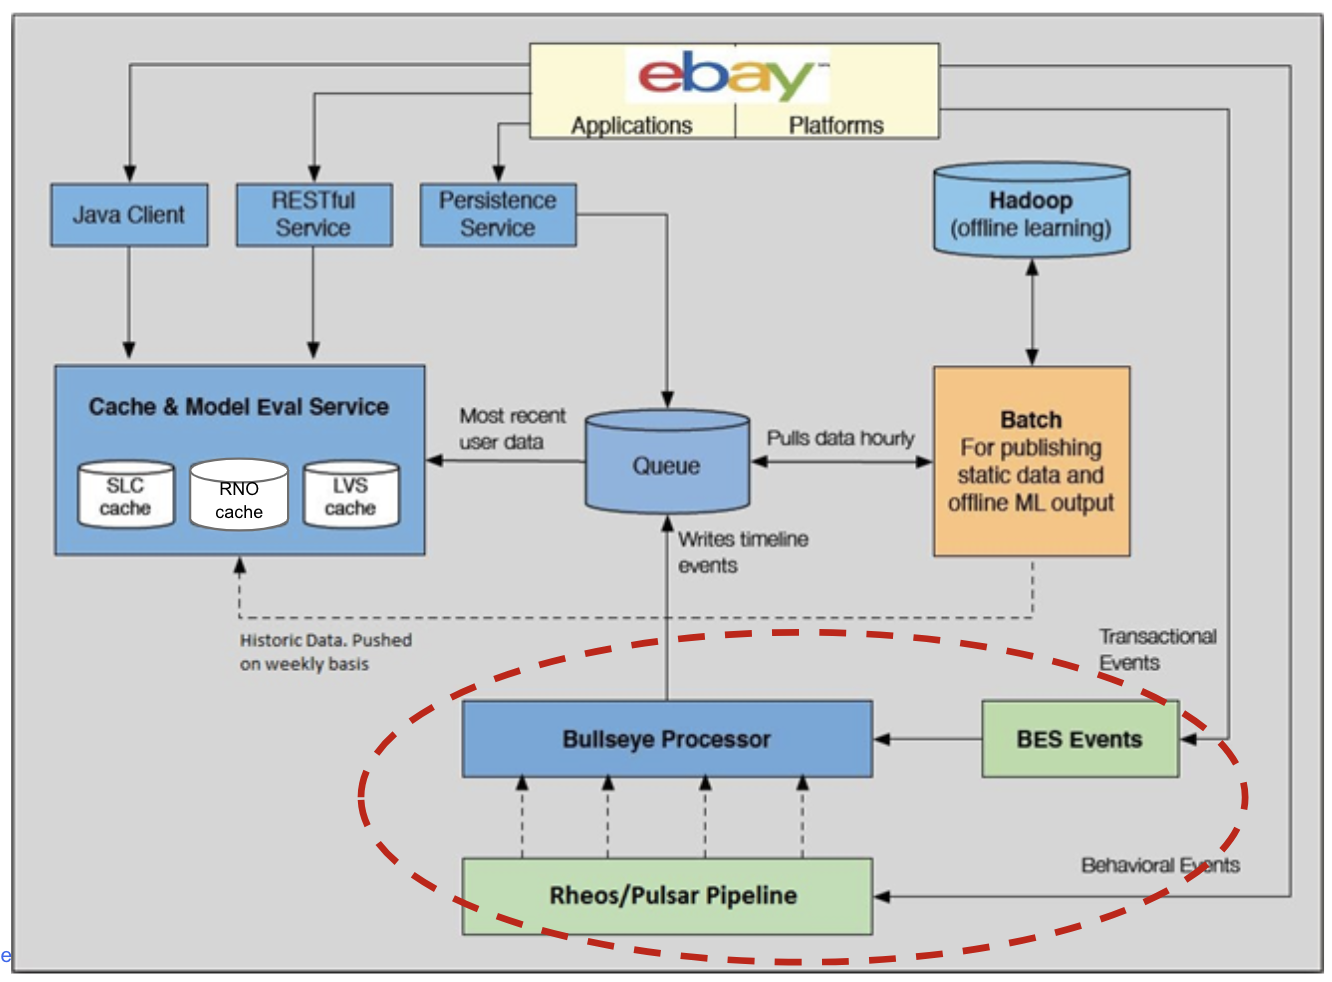 ebay
Applications
Platforms
Java Client
RESTful
Service
Persistence
Service
Hadoop
(offline learning)
Cache & Model Eval Service
SLC
cache
RNO
cache
LVS
cache
Most recent
user data
Queue
Pulls data hourly
Batch
For publishing
static data and
offline ML output
Writes timeline
events
Historic Data. Pushed
on weekly basis
Transactional
Events
Bullseye Processor
BES Events
Behavioral Events
Rheos/Pulsar Pipeline
e